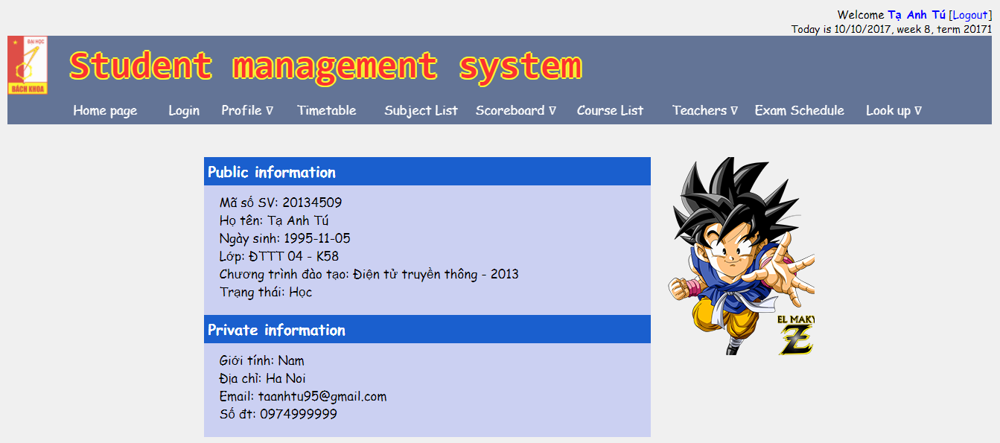 Welcome Tạ Anh Tú [Logout]
Today is 10/10/2017, week 8, term 20171
ĐẠI HỌC
BÁCH KHOA
Student management system
Home page Login Profile ∇ Timetable Subject List Scoreboard ∇ Course List Teachers ∇ Exam Schedule Look up ∇
Public information
Mã số SV: 20134509
Họ tên: Tạ Anh Tú
Ngày sinh: 1995-11-05
Lớp: ĐTTT 04 - K58
Chương trình đào tạo: Điện tử truyền thông - 2013
Trạng thái: Học
Private information
Giới tính: Nam
Địa chỉ: Ha Noi
Email: taanhtu95@gmail.com
Số đt: 0974999999
EL MAKY
Z